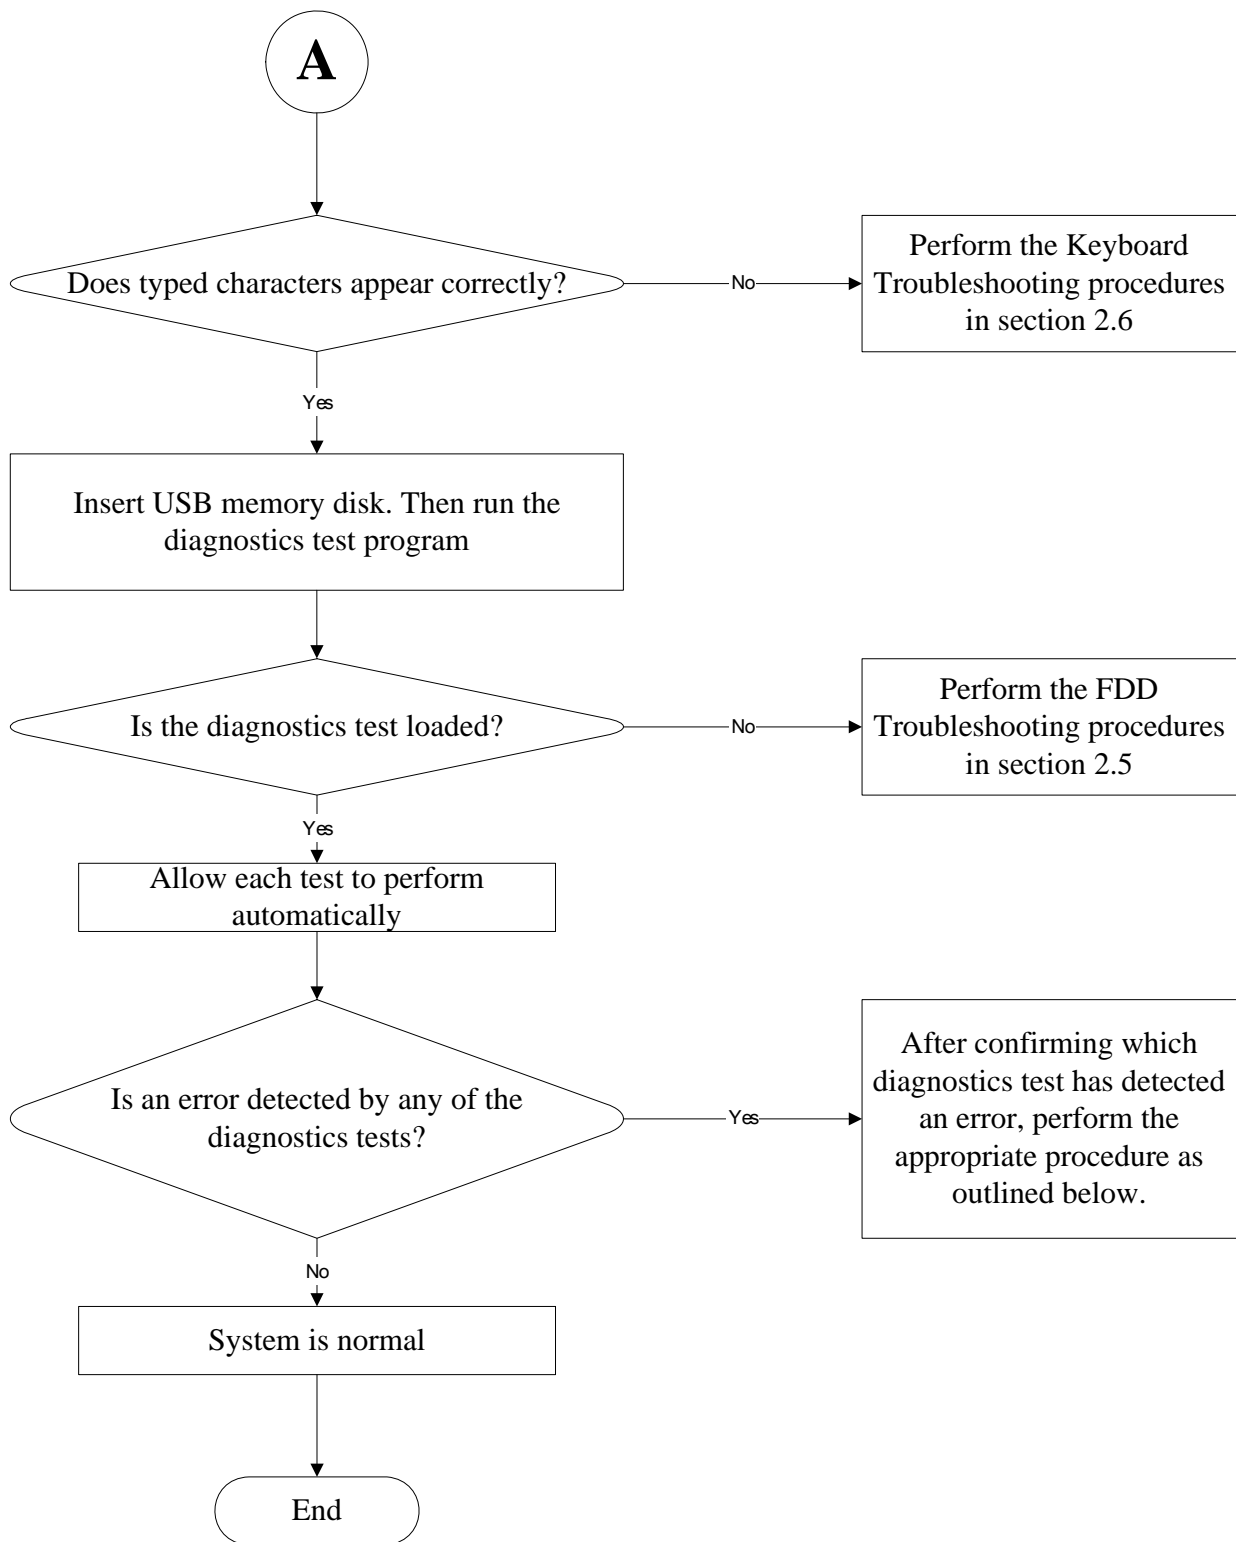 A
Does typed characters appear correctly?
No
Perform the Keyboard
Troubleshooting procedures
in section 2.6
Yes
Insert USB memory disk. Then run the
diagnostics test program
Is the diagnostics test loaded?
No
Perform the FDD
Troubleshooting procedures
in section 2.5
Yes
Allow each test to perform
automatically
Is an error detected by any of the
diagnostics tests?
Yes
After confirming which
diagnostics test has detected
an error, perform the
appropriate procedure as
outlined below.
No
System is normal
End